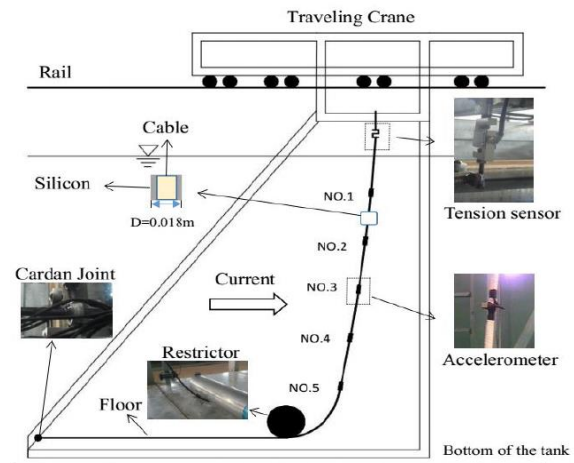 Traveling Crane
Rail
Cable
Silicon
D=0.018m
NO.1
Tension sensor
NO.2
Cardan Joint
Current
NO.3
NO.4
Restrictor
Accelerometer
NO.5
Floor
Bottom of the tank